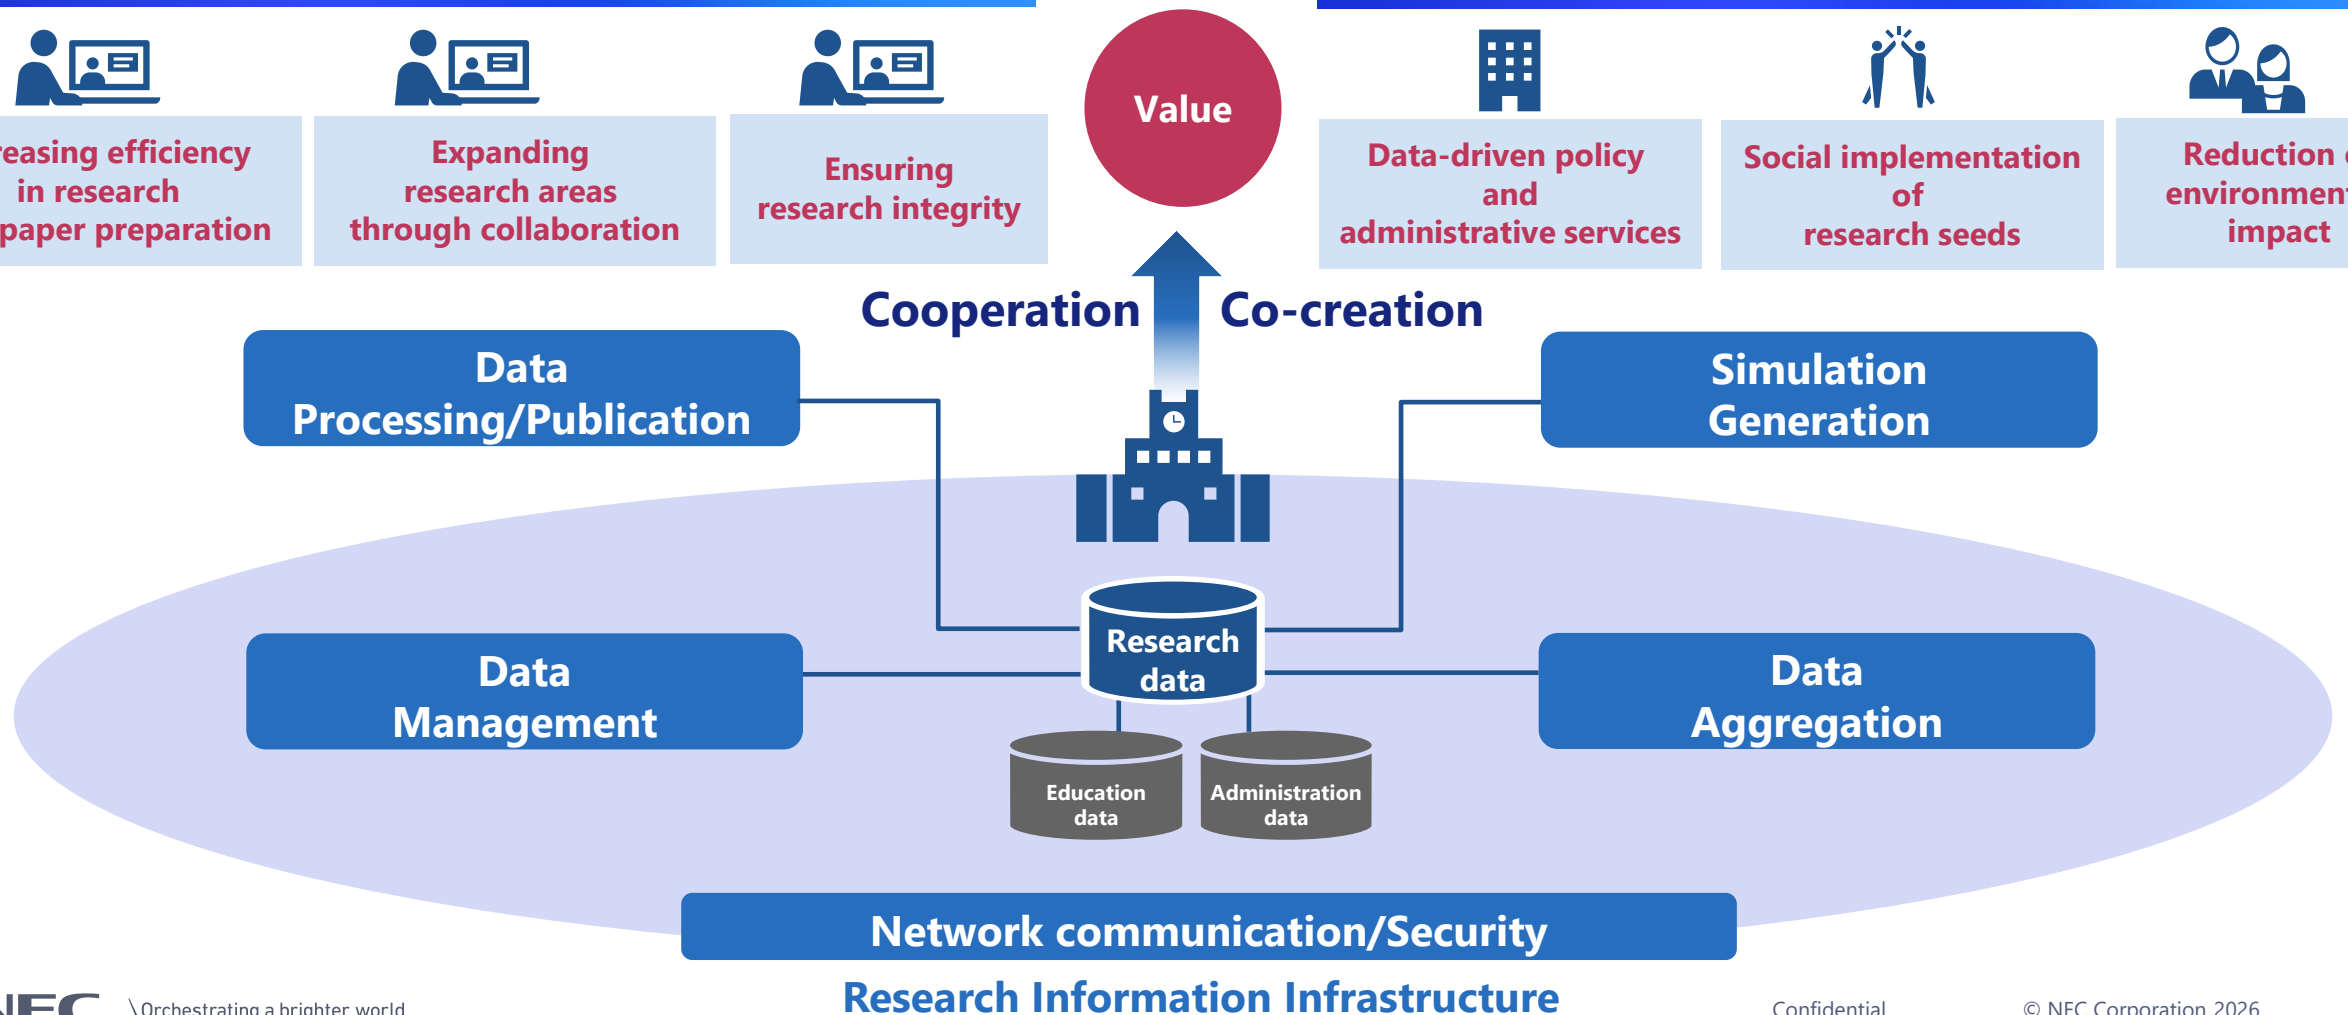 Value
reasing efficiency
in research
paper preparation
Expanding
research areas
through collaboration
Ensuring
research integrity
Data-driven policy
and
administrative services
Social implementation
of
research seeds
Reduction
environment
impact
Cooperation
Co-creation
Data
Processing/Publication
Simulation
Generation
Research
data
Data
Management
Data
Aggregation
Education
data
Administration
data
Network communication/Security
Research Information Infrastructure
NEC
\Orchestrating a brighter world
Confidential
© NEC Corporation 2026